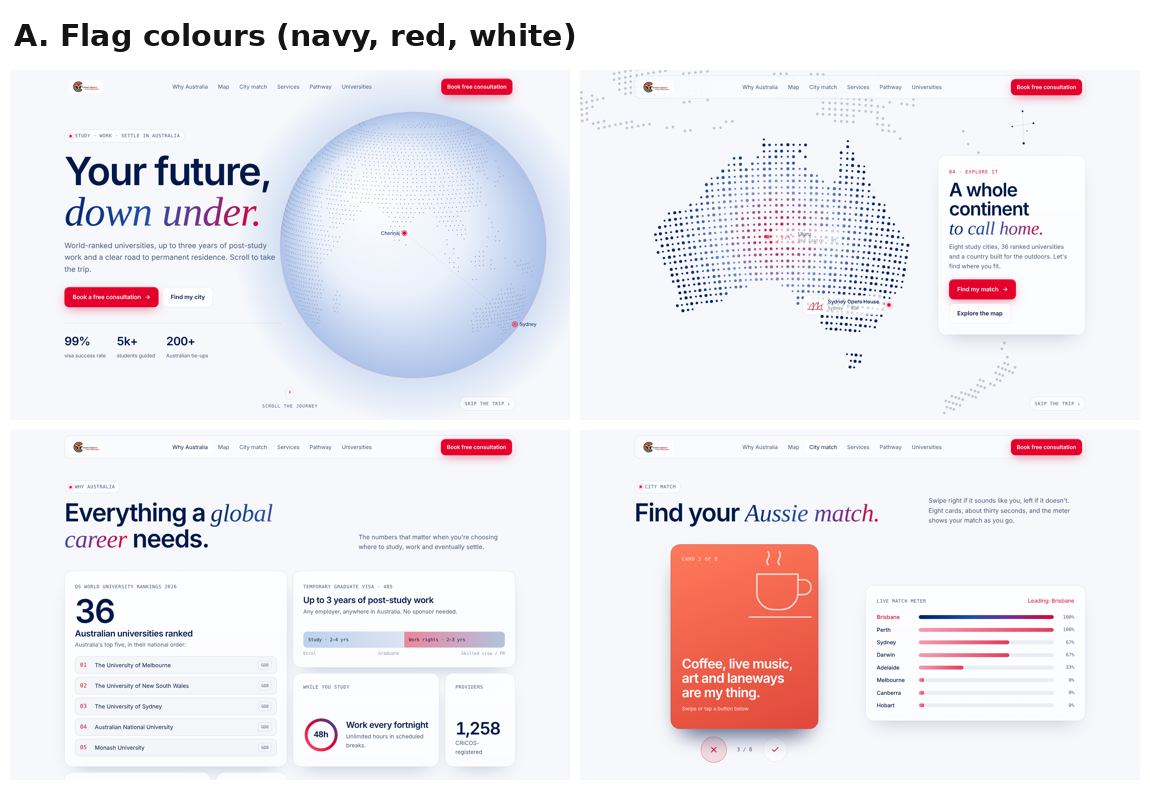 A. Flag colours (navy, red, white)
Why Australia Map City match Services Pathway Universities
Book free consultation
STUDY · WORK · SETTLE IN AUSTRALIA
Your future,
down under.
World-ranked universities, up to three years of post-study
work and a clear road to permanent residence. Scroll to take
the trip.
Book a free consultation →
Find my city
99%
visa success rate
5k+
students guided
200+
Australian tie-ups
Chennai
Sydney
SCROLL THE JOURNEY
SKIP THE TRIP ↓
Why Australia Map City match Services Pathway Universities
Book free consultation
Uluru
Sydney Opera House
04 · EXPLORE IT
A whole
continent
to call home.
Eight study cities, 36 ranked universities
and a country built for the outdoors. Let's
find where you fit.
Find my match →
Explore the map
SKIP THE TRIP ↓
Why Australia Map City match Services Pathway Universities
Book free consultation
WHY AUSTRALIA
Everything a global
career needs.
The numbers that matter when you're choosing
where to study, work and eventually settle.
QS WORLD UNIVERSITY RANKINGS 2026
36
Australian universities ranked
Australia's top five, in their national order:
01 The University of Melbourne GO8
02 The University of New South Wales GO8
03 The University of Sydney GO8
04 Australian National University GO8
05 Monash University GO8
TEMPORARY GRADUATE VISA · 485
Up to 3 years of post-study work
Any employer, anywhere in Australia. No sponsor needed.
Study · 2–4 yrs
Work rights · 2–3 yrs
Enrol
Graduate
Skilled visa / PR
WHILE YOU STUDY
48h
Work every fortnight
Unlimited hours in scheduled
breaks.
PROVIDERS
1,258
CRICOS-
registered
Why Australia Map City match Services Pathway Universities
Book free consultation
CITY MATCH
Find your Aussie match.
Swipe right if it sounds like you, left if it doesn't.
Eight cards, about thirty seconds, and the meter
shows your match as you go.
CARD 3 OF 8
Coffee, live music,
art and laneways
are my thing.
Swipe or tap a button below
3 / 8
LIVE MATCH METER
Leading: Brisbane
Brisbane 100%
Perth 100%
Sydney 67%
Darwin 67%
Adelaide 33%
Melbourne 0%
Canberra 0%
Hobart 0%